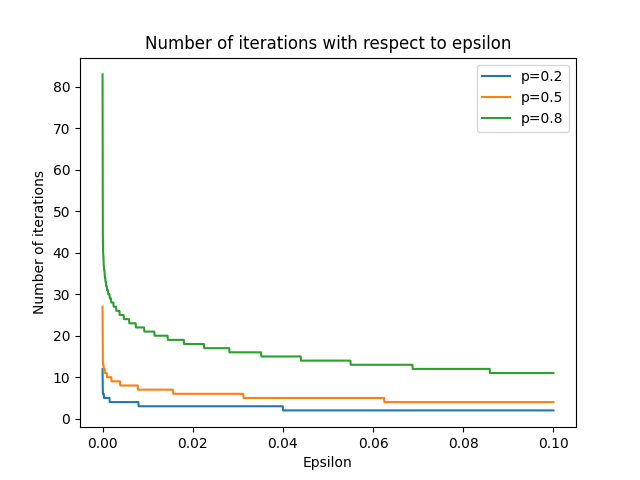 Number of iterations with respect to epsilon
p=0.2
p=0.5
p=0.8
Number of iterations
80
70
60
50
40
30
20
10
0
0.00 0.02 0.04 0.06 0.08 0.10
Epsilon